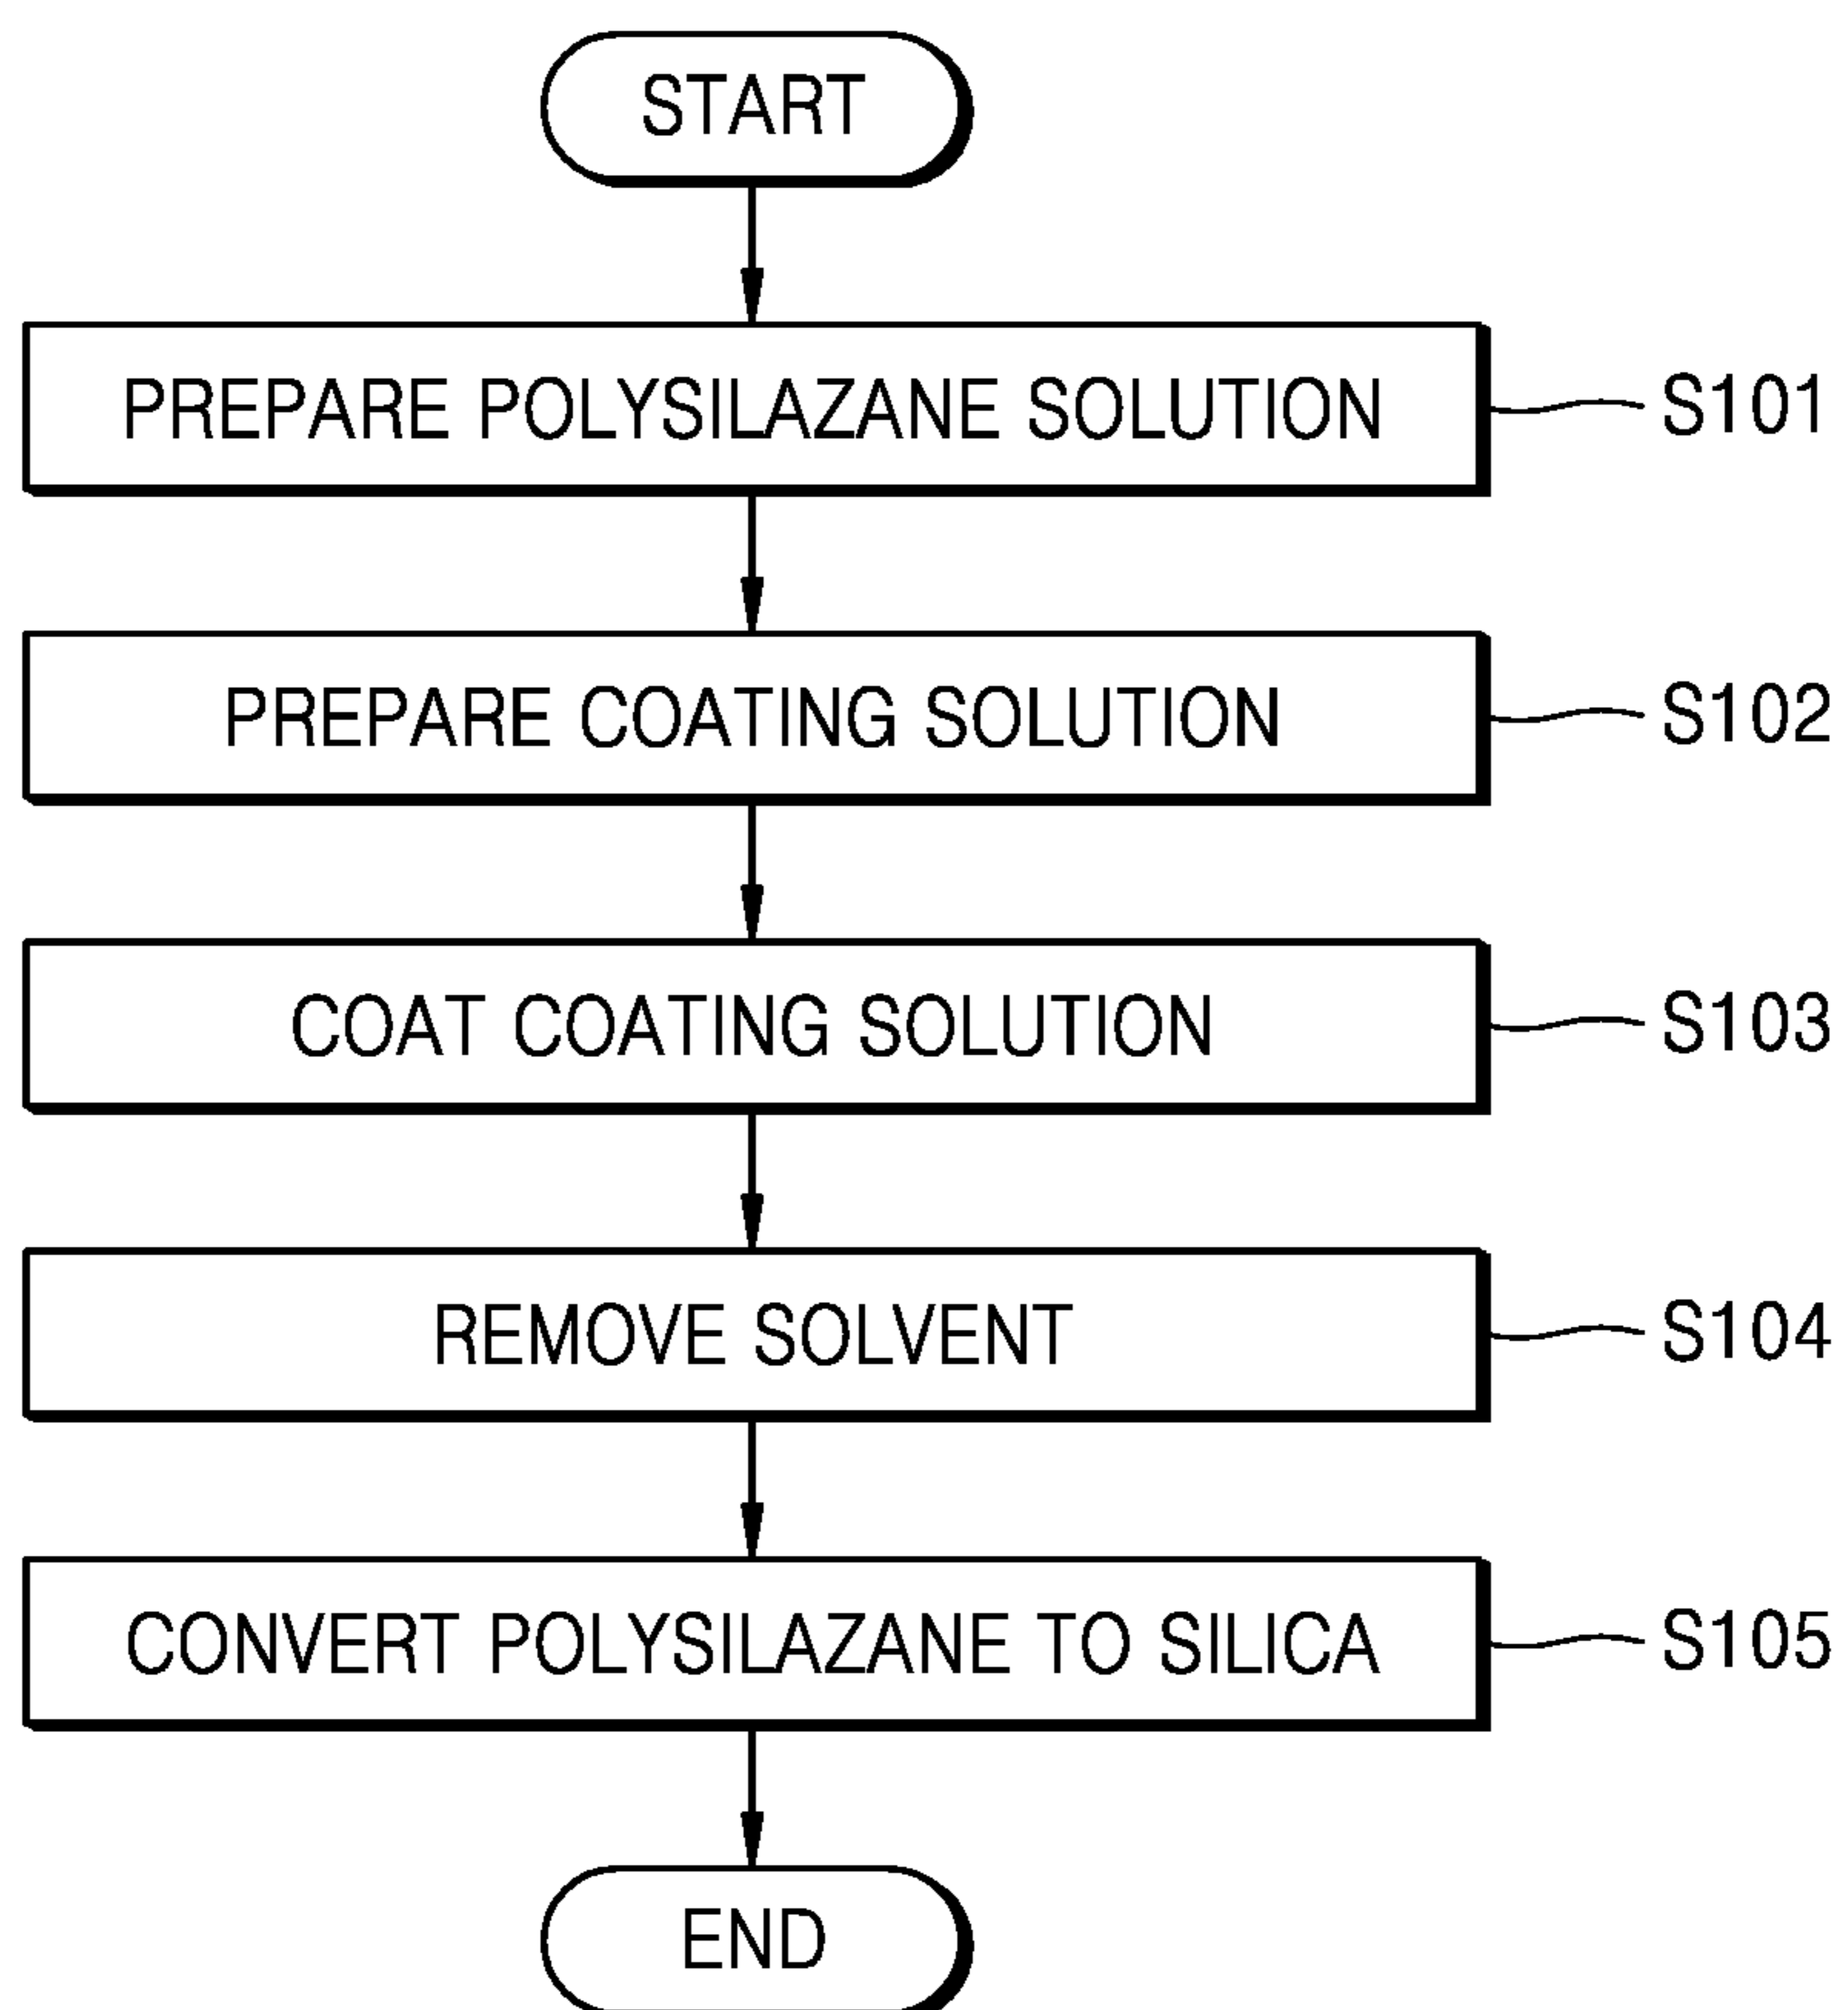 START
PREPARE POLYSILAZANE SOLUTION S101
PREPARE COATING SOLUTION S102
COAT COATING SOLUTION S103
REMOVE SOLVENT S104
CONVERT POLYSILAZANE TO SILICA S105
END